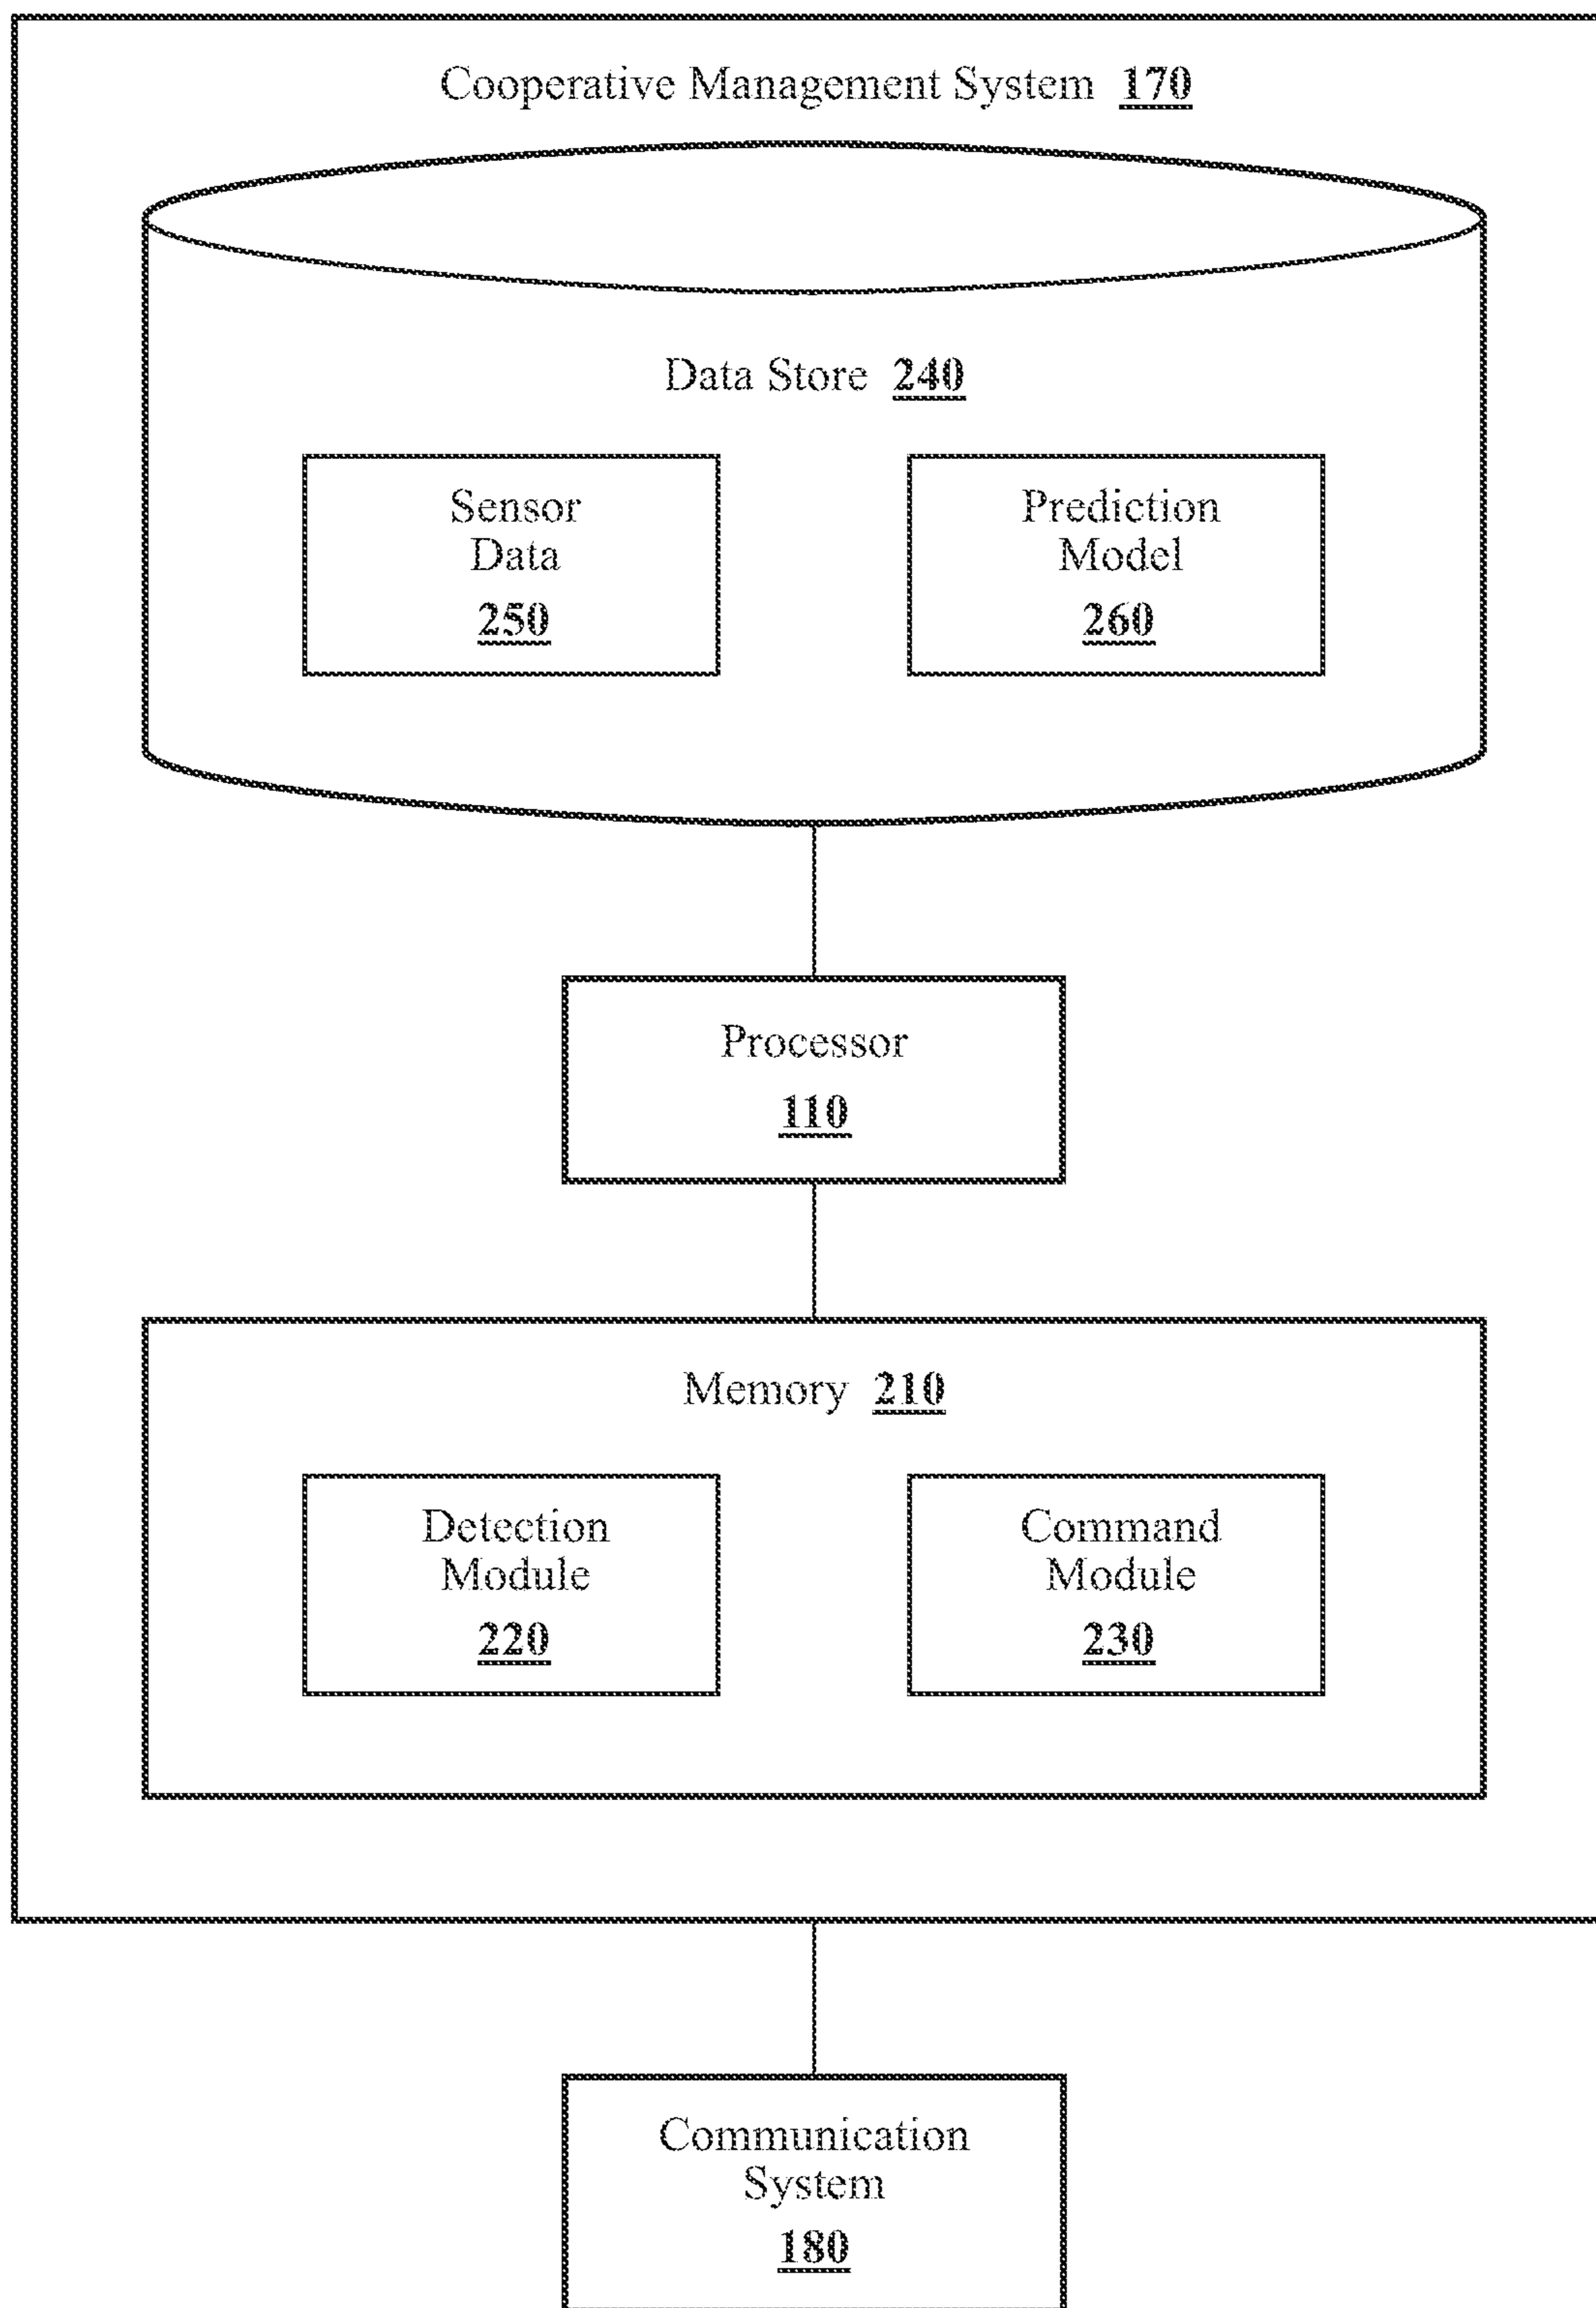 Cooperative Management System 170
Data Store 240
Sensor
Data
250
Prediction
Model
260
Processor
110
Memory 210
Detection
Module
220
Command
Module
230
Communication
System
180